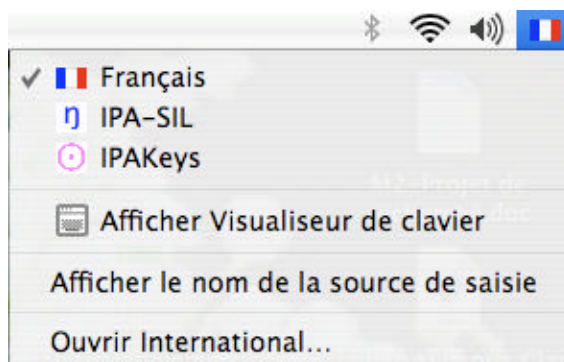 Français
IPA-SIL
IPAKeys
Afficher Visualiseur de clavier
Afficher le nom de la source de saisie
Ouvrir International...